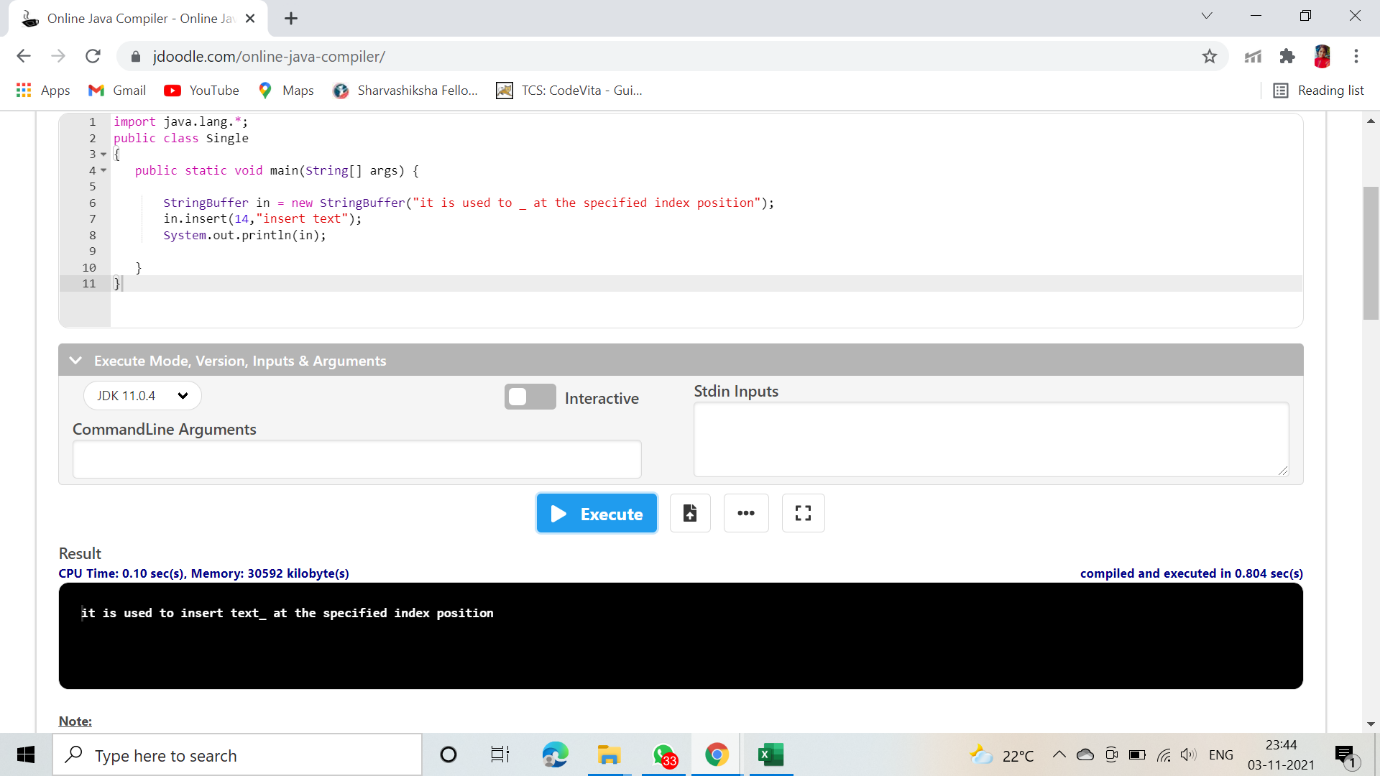 Online Java Compiler - Online Ja
jdoodle.com/online-java-compiler/
Apps Gmail YouTube Maps Sharvashiksha Fello... TCS: CodeVita - Gui... Reading list
1 import java.lang.*;
2 public class Single
3 {
4 public static void main(String[] args) {
5
6 StringBuffer in = new StringBuffer("it is used to _ at the specified index position");
7 in.insert(14,"insert text");
8 System.out.println(in);
9
10 }
11 }
Execute Mode, Version, Inputs & Arguments
JDK 11.0.4 Interactive Stdin Inputs
CommandLine Arguments
Execute
Result
CPU Time: 0.10 sec(s), Memory: 30592 kilobyte(s) compiled and executed in 0.804 sec(s)
it is used to insert text_ at the specified index position
Note:
Type here to search 33 22°C ENG 23:44
03-11-2021 1